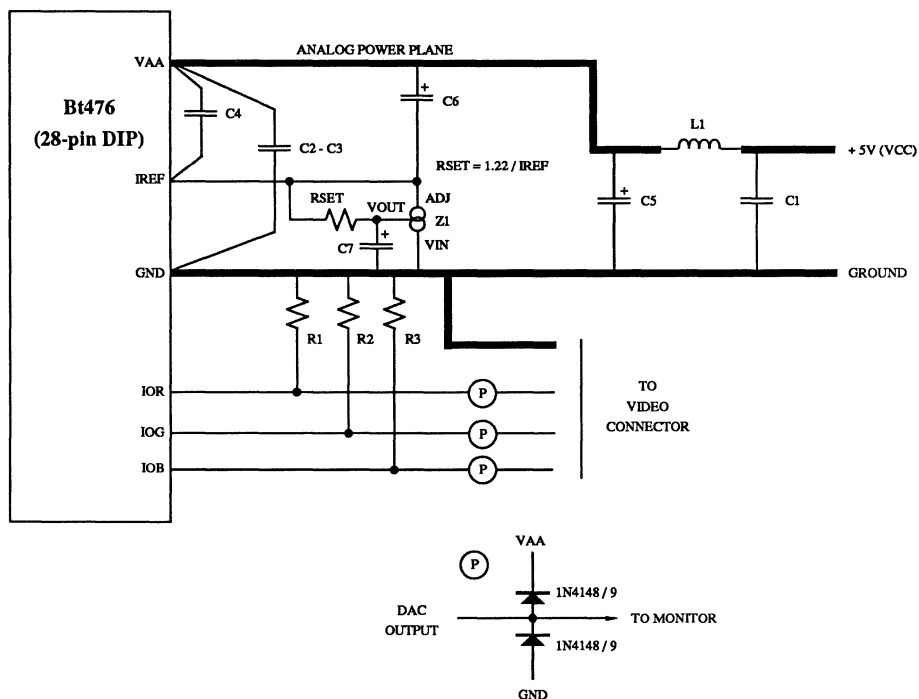 ANALOG POWER PLANE
VAA
Bt476
(28-pin DIP)
C4
C6
+
L1
+ 5V (VCC)
C2 - C3
RSET = 1.22 / IREF
IREF
RSET
ADJ
VOUT
Z1
+
C5
C1
+
C7
VIN
GND
GROUND
R1
R2
R3
IOR
P
TO
VIDEO
CONNECTOR
IOG
P
IOB
P
VAA
P
1N4148 / 9
DAC
OUTPUT
TO MONITOR
1N4148 / 9
GND